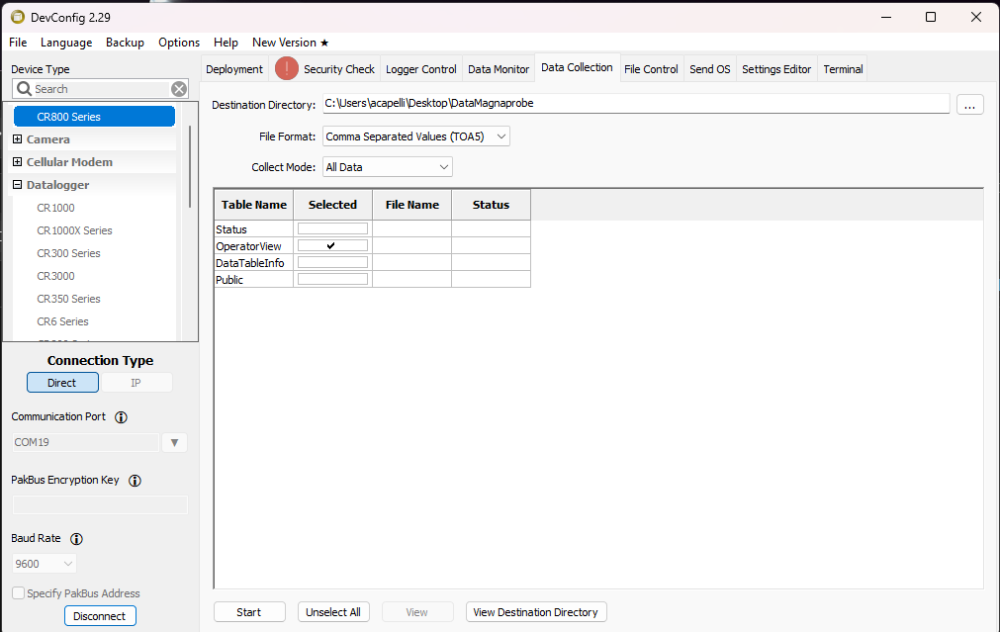 DevConfig 2.29
File Language Backup Options Help New Version ★
Device Type
Search
CR800 Series
Camera
Cellular Modem
Datalogger
CR1000
CR1000X Series
CR300 Series
CR3000
CR350 Series
CR6 Series
Connection Type
Direct IP
Communication Port
COM19
PakBus Encryption Key
Baud Rate
9600
Specify PakBus Address
Disconnect
Deployment Security Check Logger Control Data Monitor Data Collection File Control Send OS Settings Editor Terminal
Destination Directory: C:\Users\acapelli\Desktop\DataMagnaprobe ...
File Format: Comma Separated Values (TOA5)
Collect Mode: All Data
Table Name Selected File Name Status
Status
OperatorView ✔
DataTableInfo
Public
Start Unselect All View View Destination Directory